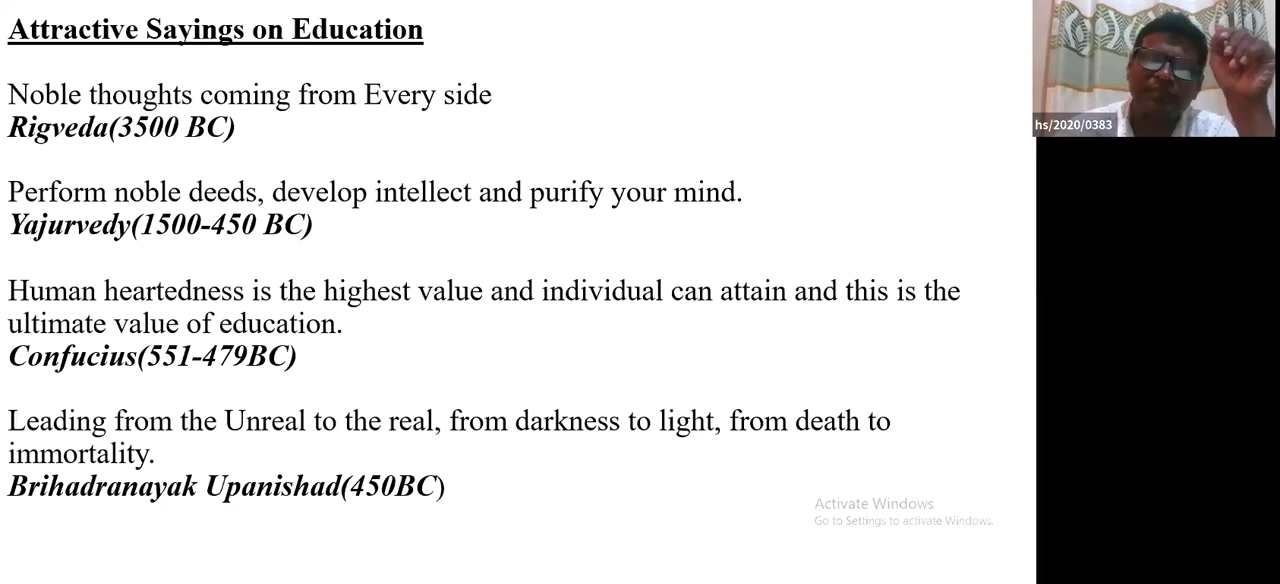 Attractive Sayings on Education
Noble thoughts coming from Every side
Rigveda(3500 BC)
Perform noble deeds, develop intellect and purify your mind.
Yajurvedy(1500-450 BC)
Human heartedness is the highest value and individual can attain and this is the
ultimate value of education.
Confucius(551-479BC)
Leading from the Unreal to the real, from darkness to light, from death to
immortality.
Brihadranayak Upanishad(450BC)
hs/2020/0383
Activate Windows
Go to Settings to activate Windows.